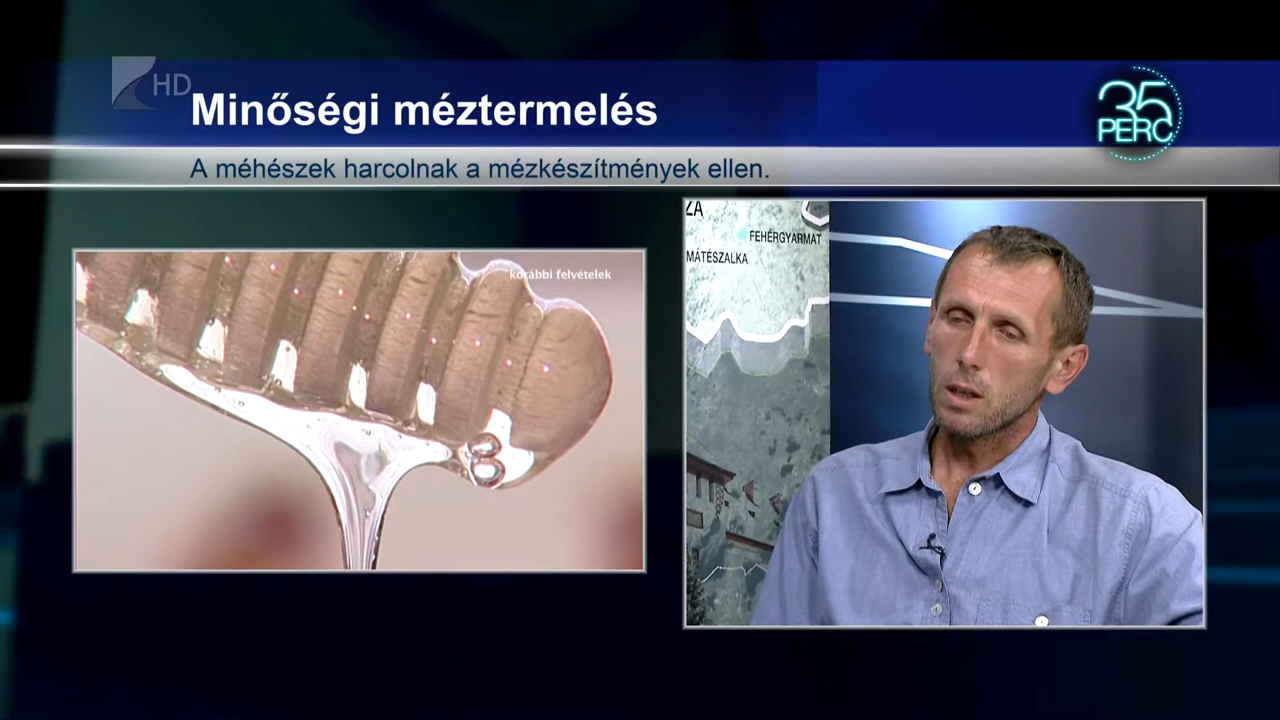 HD
Minőségi méztermelés
35
PERC
A méhészek harcolnak a mézkészítmények ellen.
korábbi felvételek
ZA
FEHÉRGYARMAT
MÁTÉSZALKA